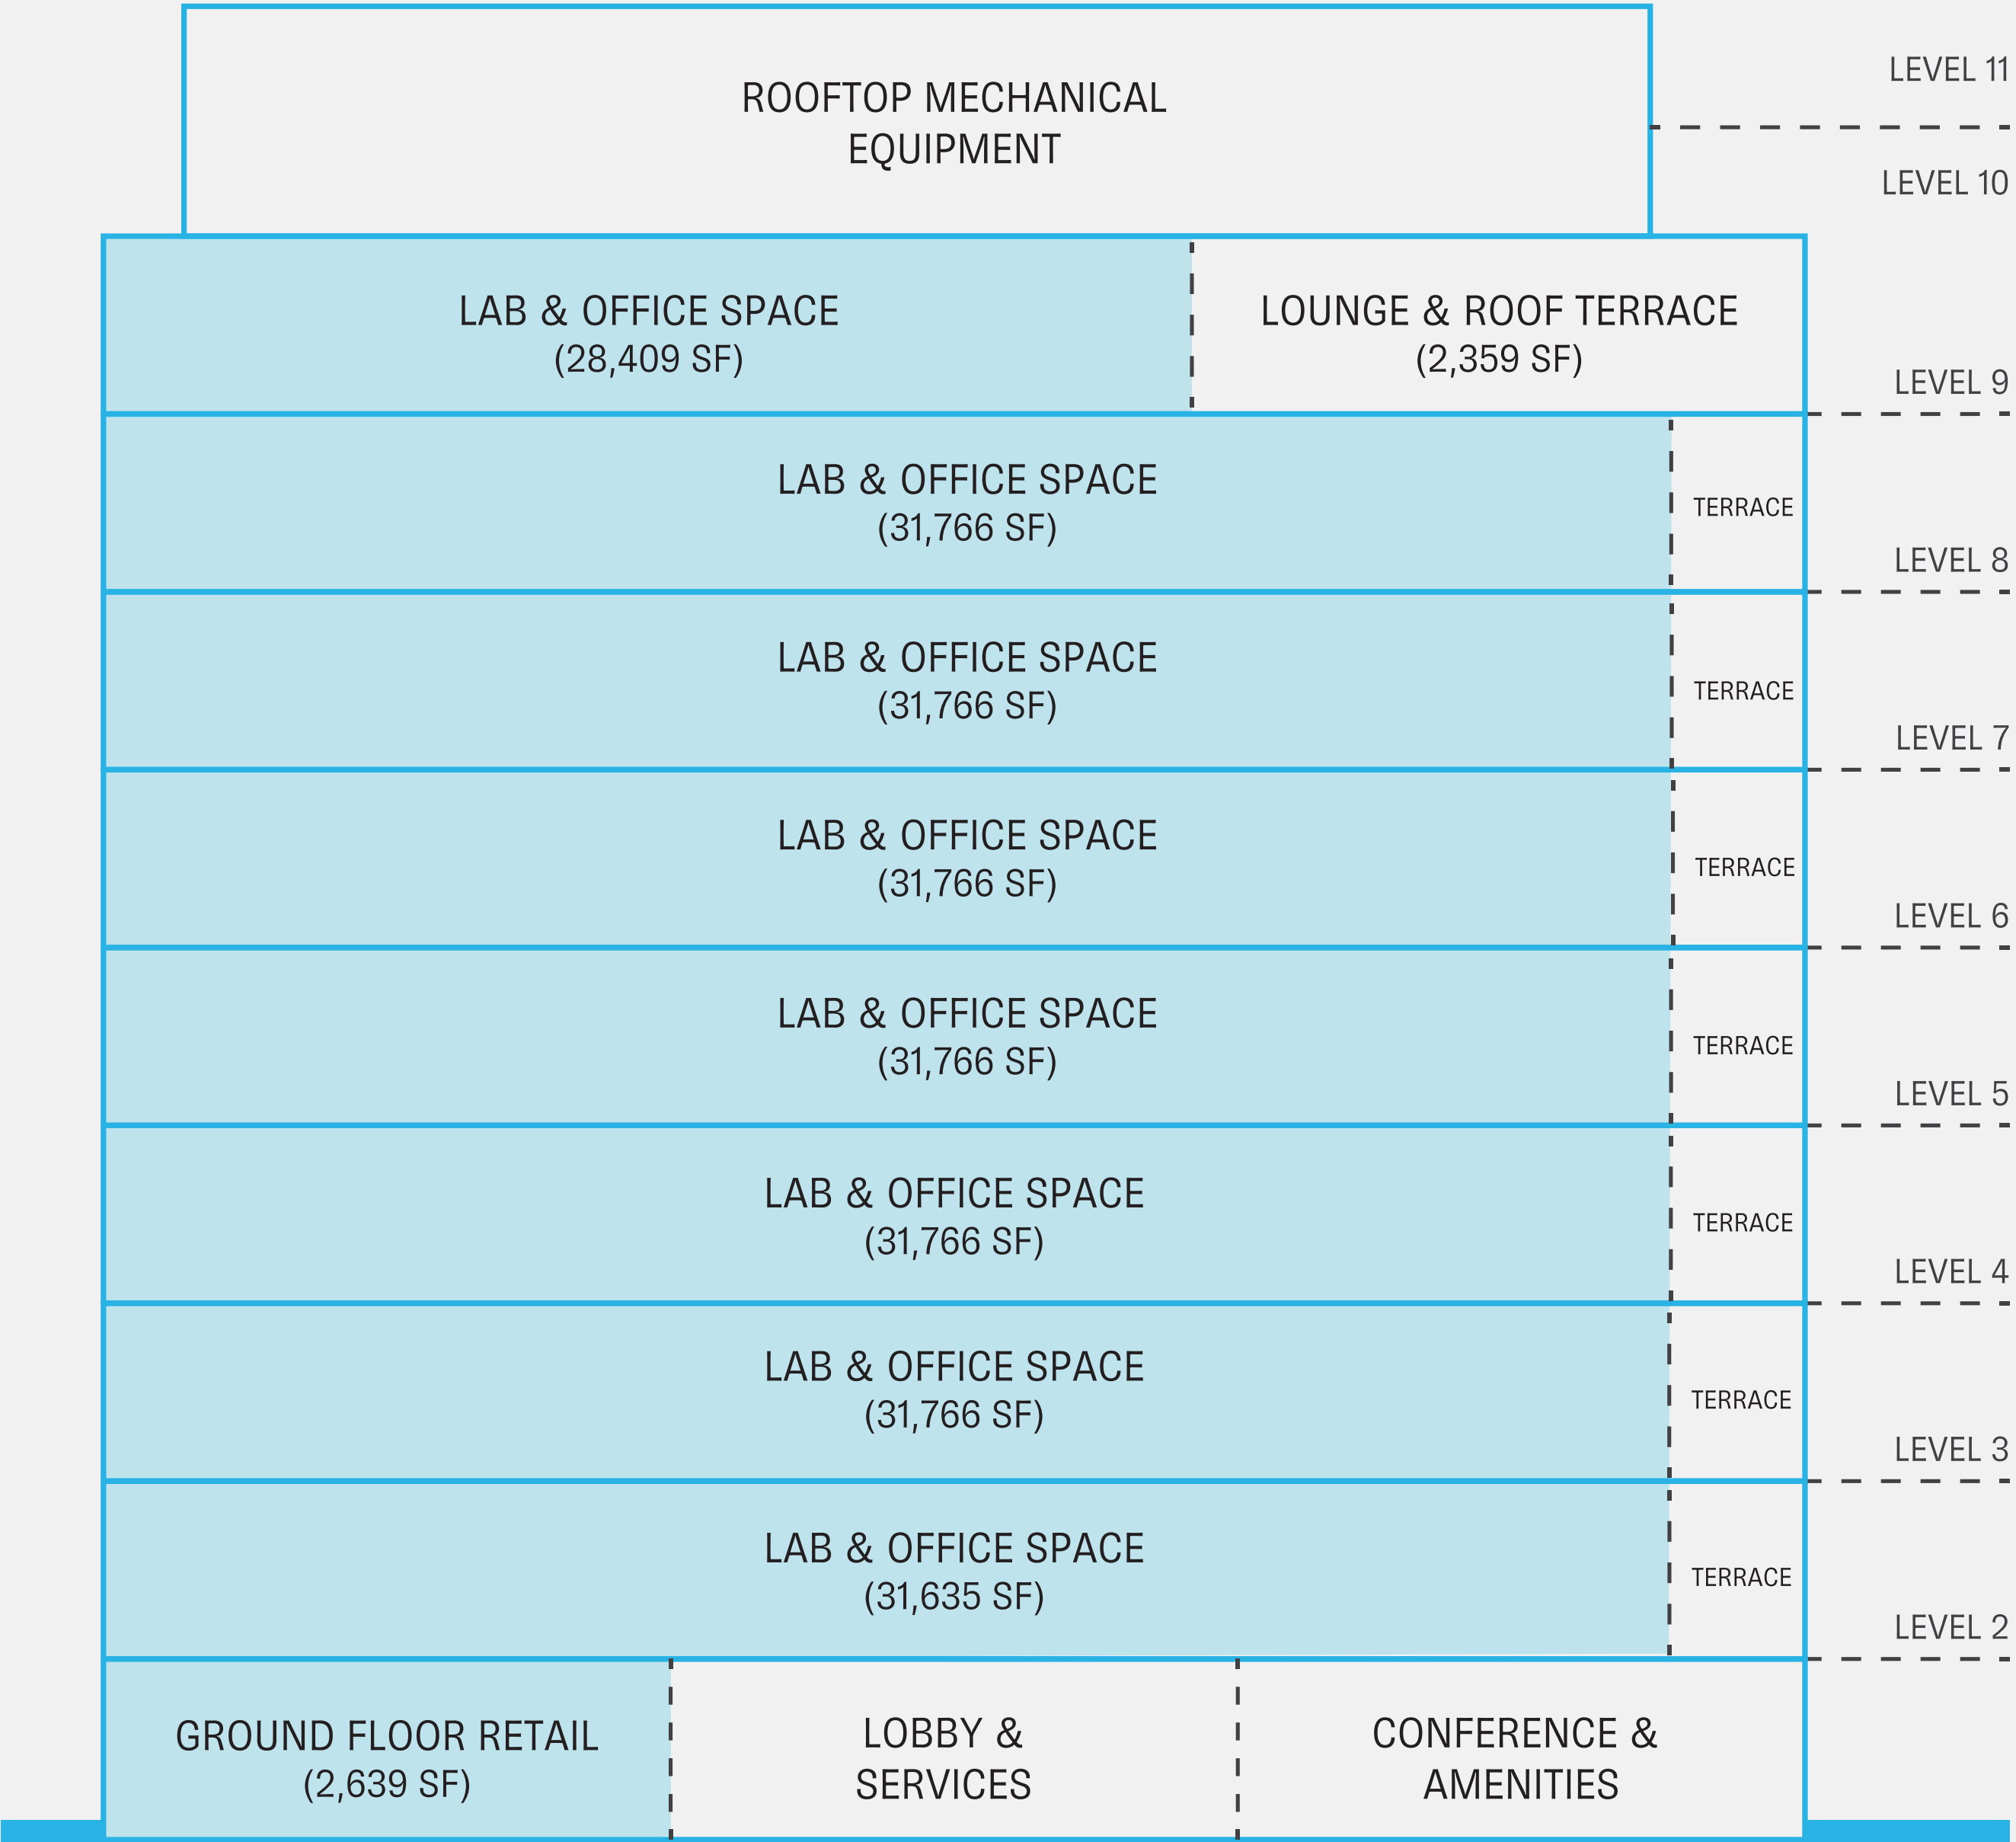 LEVEL 11
ROOFTOP MECHANICAL
EQUIPMENT
LEVEL 10
LAB & OFFICE SPACE
(28,409 SF)
LOUNGE & ROOF TERRACE
(2,359 SF)
LEVEL 9
LAB & OFFICE SPACE
(31,766 SF)
TERRACE
LEVEL 8
LAB & OFFICE SPACE
(31,766 SF)
TERRACE
LEVEL 7
LAB & OFFICE SPACE
(31,766 SF)
TERRACE
LEVEL 6
LAB & OFFICE SPACE
(31,766 SF)
TERRACE
LEVEL 5
LAB & OFFICE SPACE
(31,766 SF)
TERRACE
LEVEL 4
LAB & OFFICE SPACE
(31,766 SF)
TERRACE
LEVEL 3
LAB & OFFICE SPACE
(31,635 SF)
TERRACE
LEVEL 2
GROUND FLOOR RETAIL
(2,639 SF)
LOBBY &
SERVICES
CONFERENCE &
AMENITIES